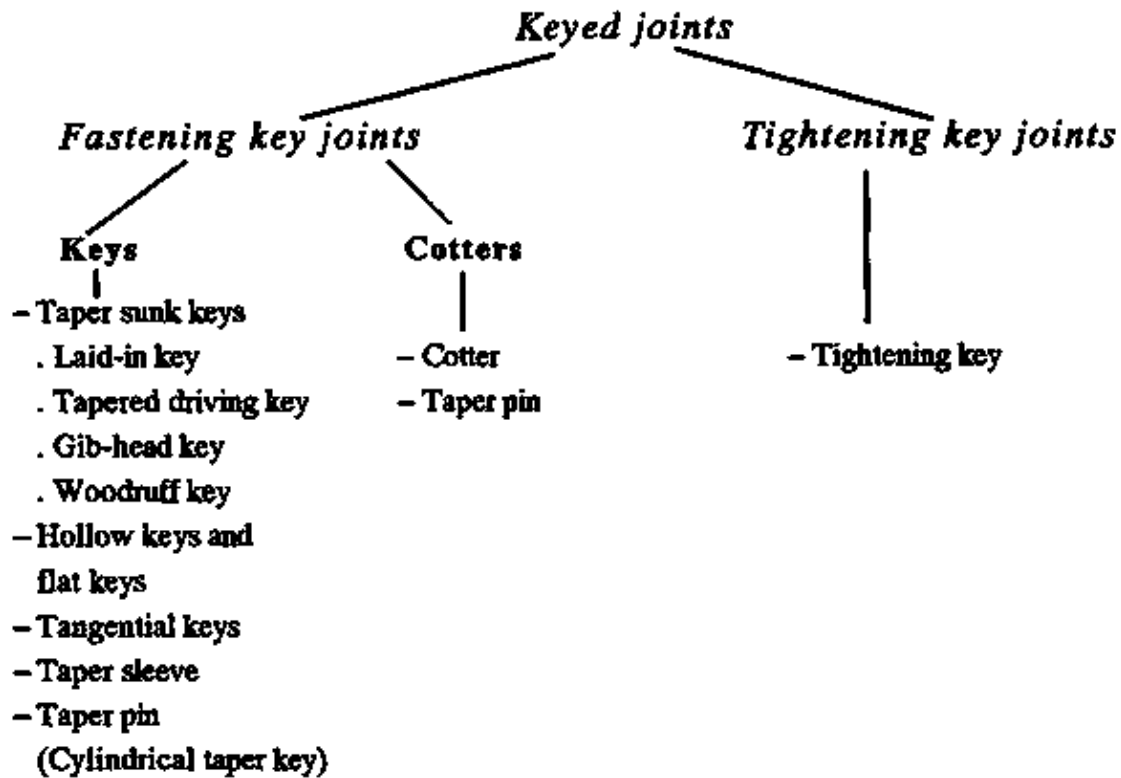 Keyed joints
Fastening key joints
Tightening key joints
Keys
– Taper sunk keys
. Laid-in key
. Tapered driving key
. Gib-head key
. Woodruff key
– Hollow keys and
flat keys
– Tangential keys
– Taper sleeve
– Taper pin
(Cylindrical taper key)
Cotters
– Cotter
– Taper pin
– Tightening key